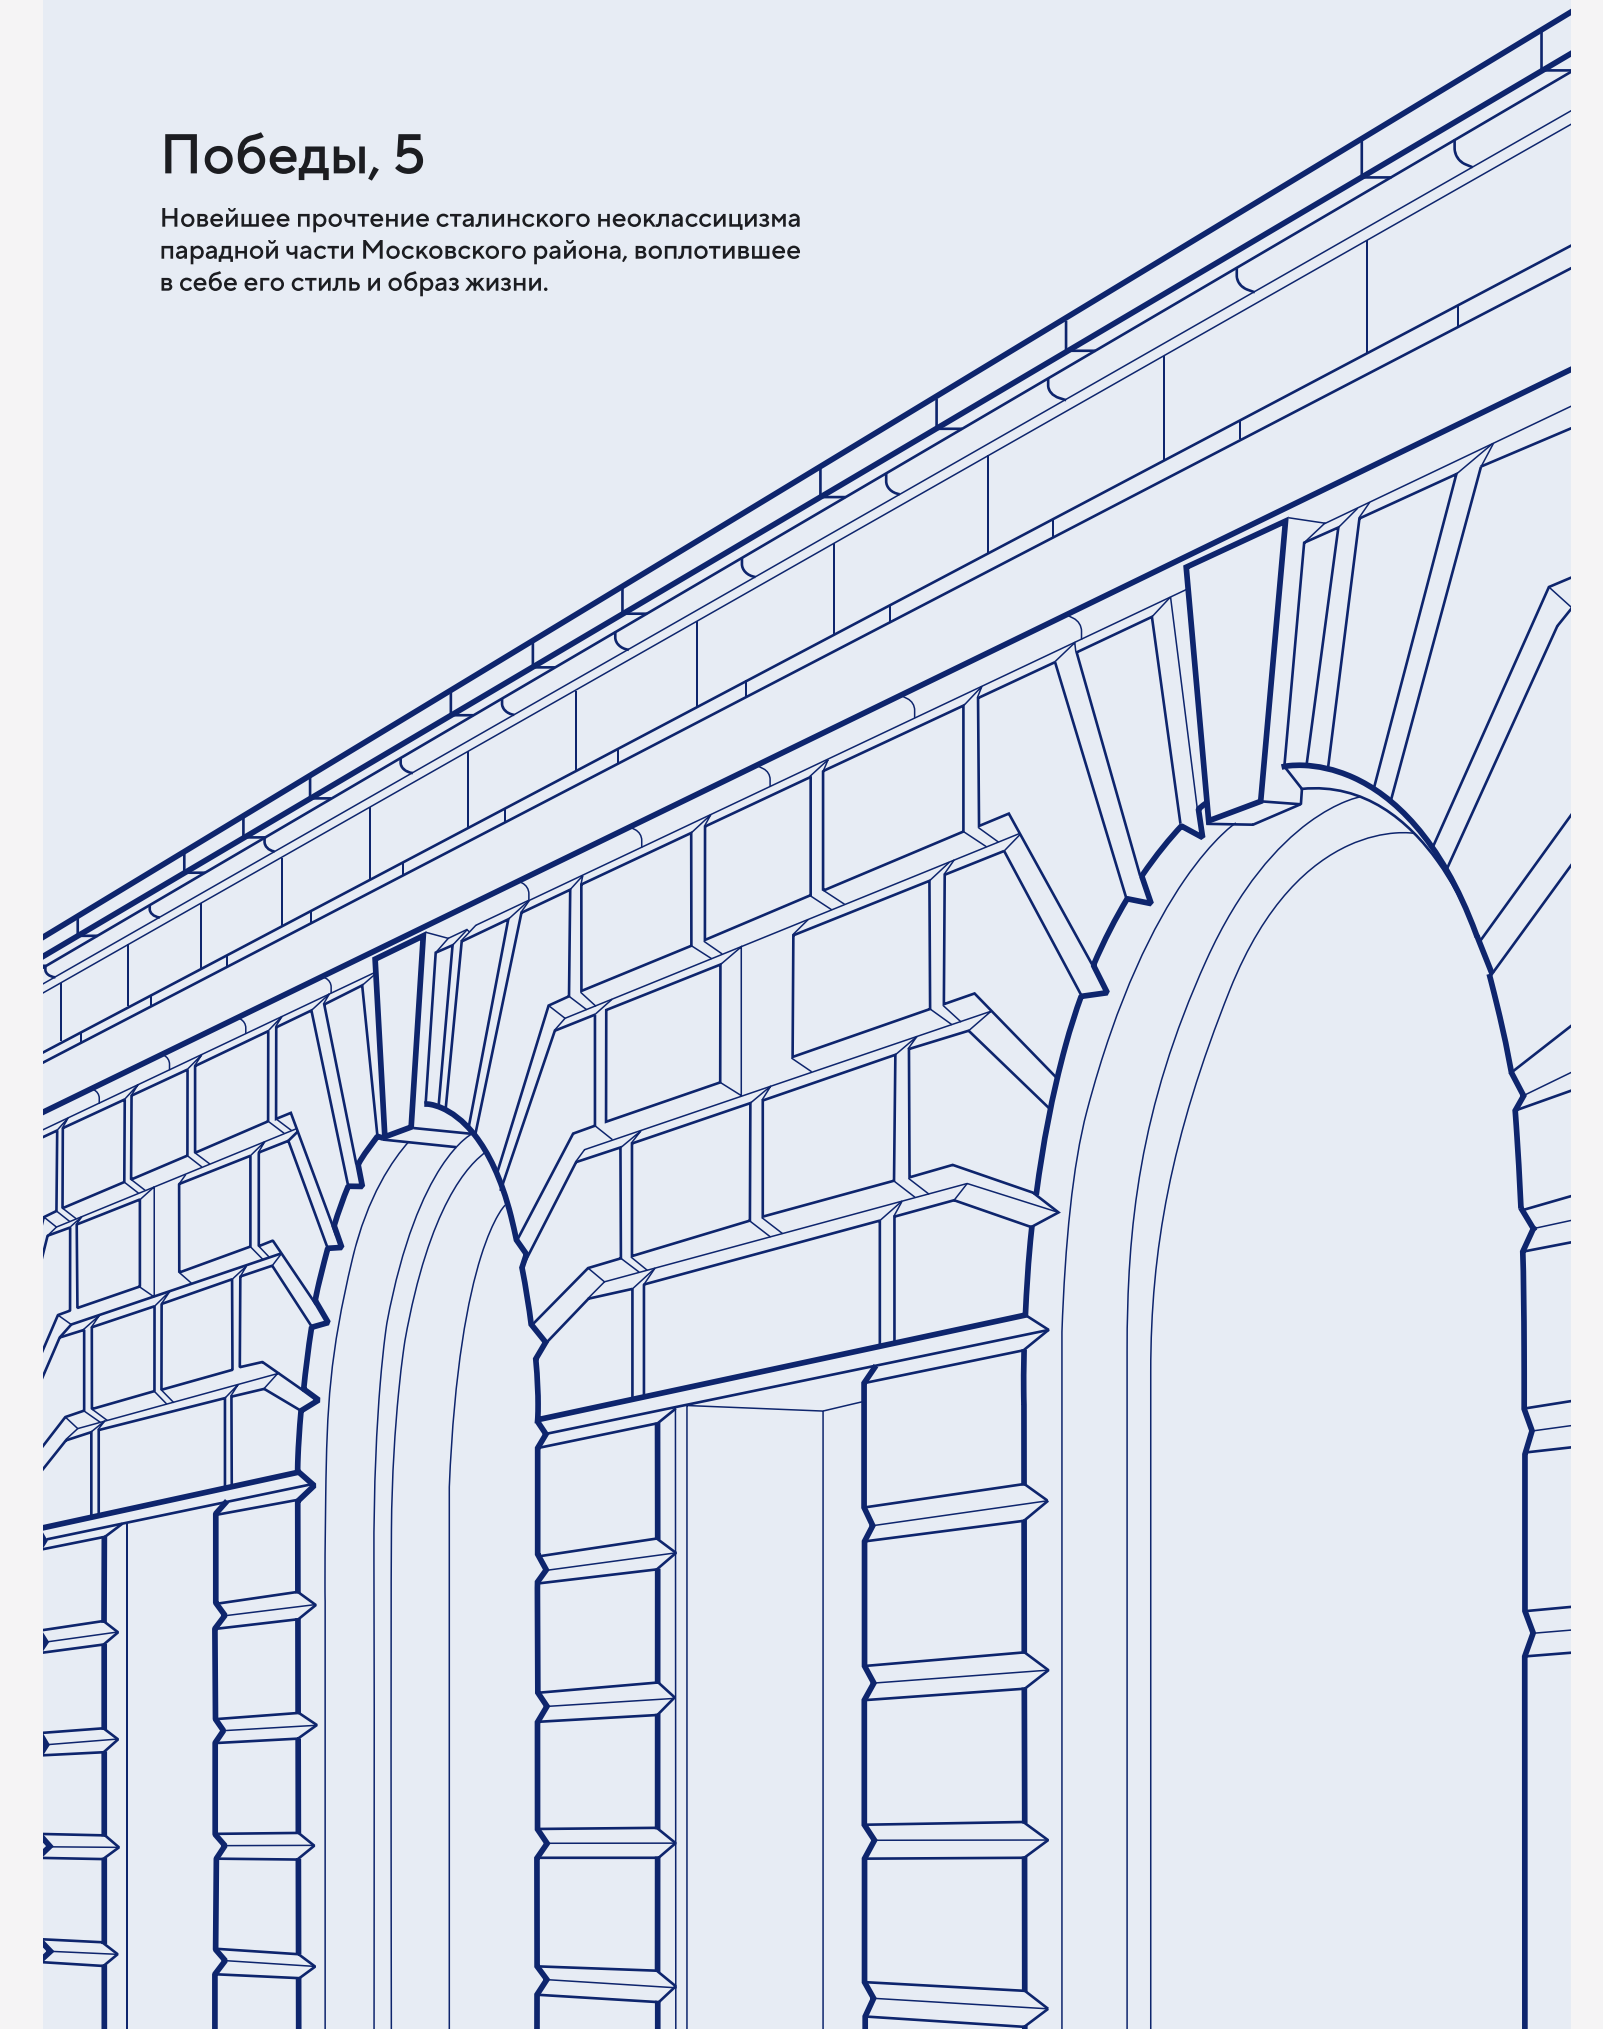 Победы, 5
Новейшее прочтение сталинского неоклассицизма
парадной части Московского района, воплотившее
в себе его стиль и образ жизни.